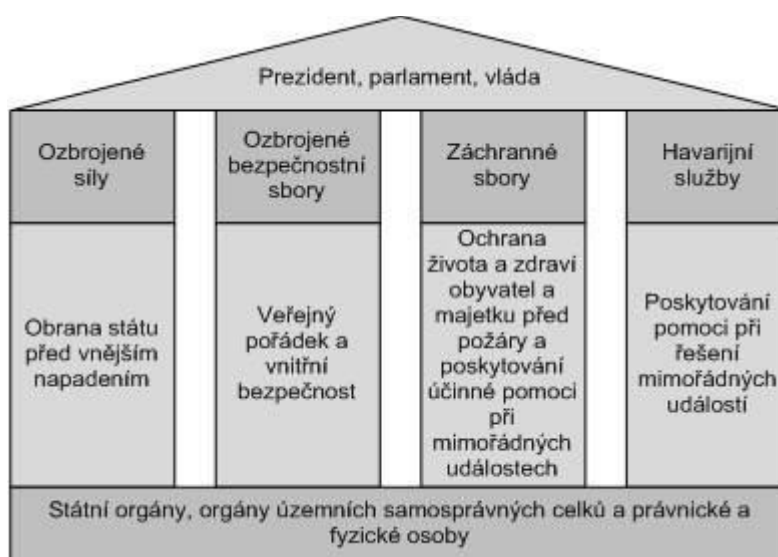 Prezident, parlament, vláda
Ozbrojené
síly
Ozbrojené
bezpečnostní
sbory
Záchranné
sbory
Havarijní
služby
Obrana státu
před vnějším
napadením
Veřejný
pořádek a
vnitřní
bezpečnost
Ochrana
života a zdraví
obyvatel a
majetku před
požáry a
poskytování
účinné pomoci
při
mimořádných
událostech
Poskytování
pomoci při
řešení
mimořádných
událostí
Státní orgány, orgány územních samosprávných celků a právnické a
fyzické osoby